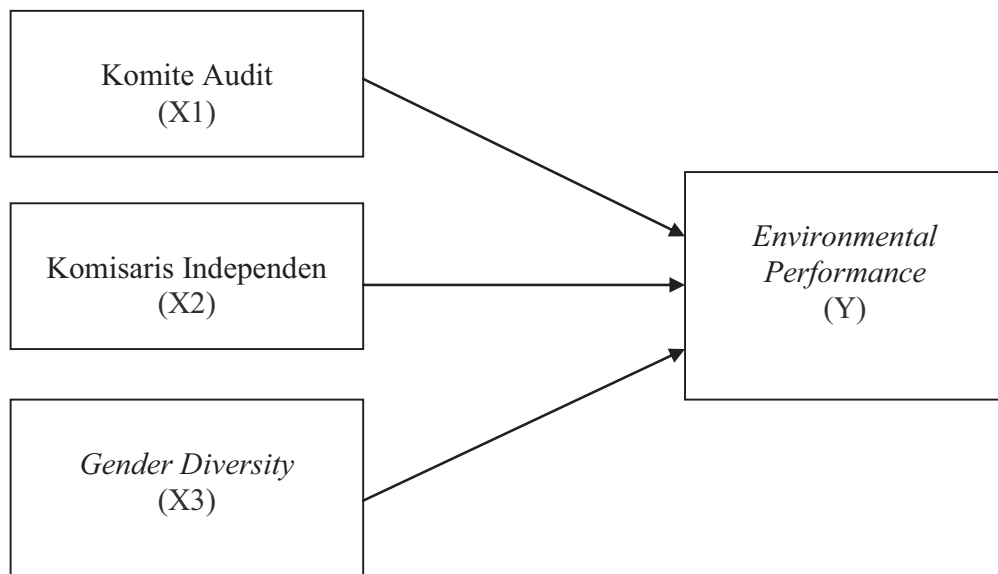 Komite Audit
(X1)
Komisaris Independen
(X2)
Gender Diversity
(X3)
Environmental
Performance
(Y)